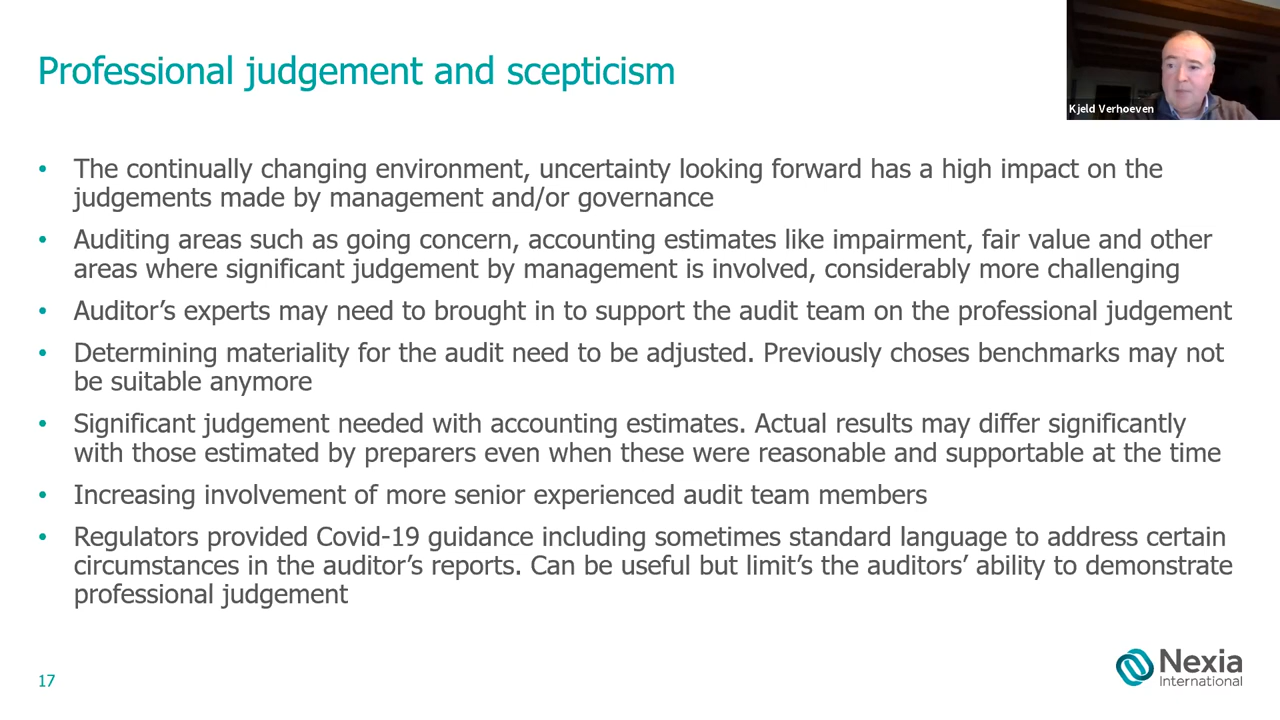 Professional judgement and scepticism
Kjeld Verhoeven
• The continually changing environment, uncertainty looking forward has a high impact on the
judgements made by management and/or governance
• Auditing areas such as going concern, accounting estimates like impairment, fair value and other
areas where significant judgement by management is involved, considerably more challenging
• Auditor’s experts may need to brought in to support the audit team on the professional judgement
• Determining materiality for the audit need to be adjusted. Previously choses benchmarks may not
be suitable anymore
• Significant judgement needed with accounting estimates. Actual results may differ significantly
with those estimated by preparers even when these were reasonable and supportable at the time
• Increasing involvement of more senior experienced audit team members
• Regulators provided Covid-19 guidance including sometimes standard language to address certain
circumstances in the auditor’s reports. Can be useful but limit’s the auditors’ ability to demonstrate
professional judgement
17
Nexia
International